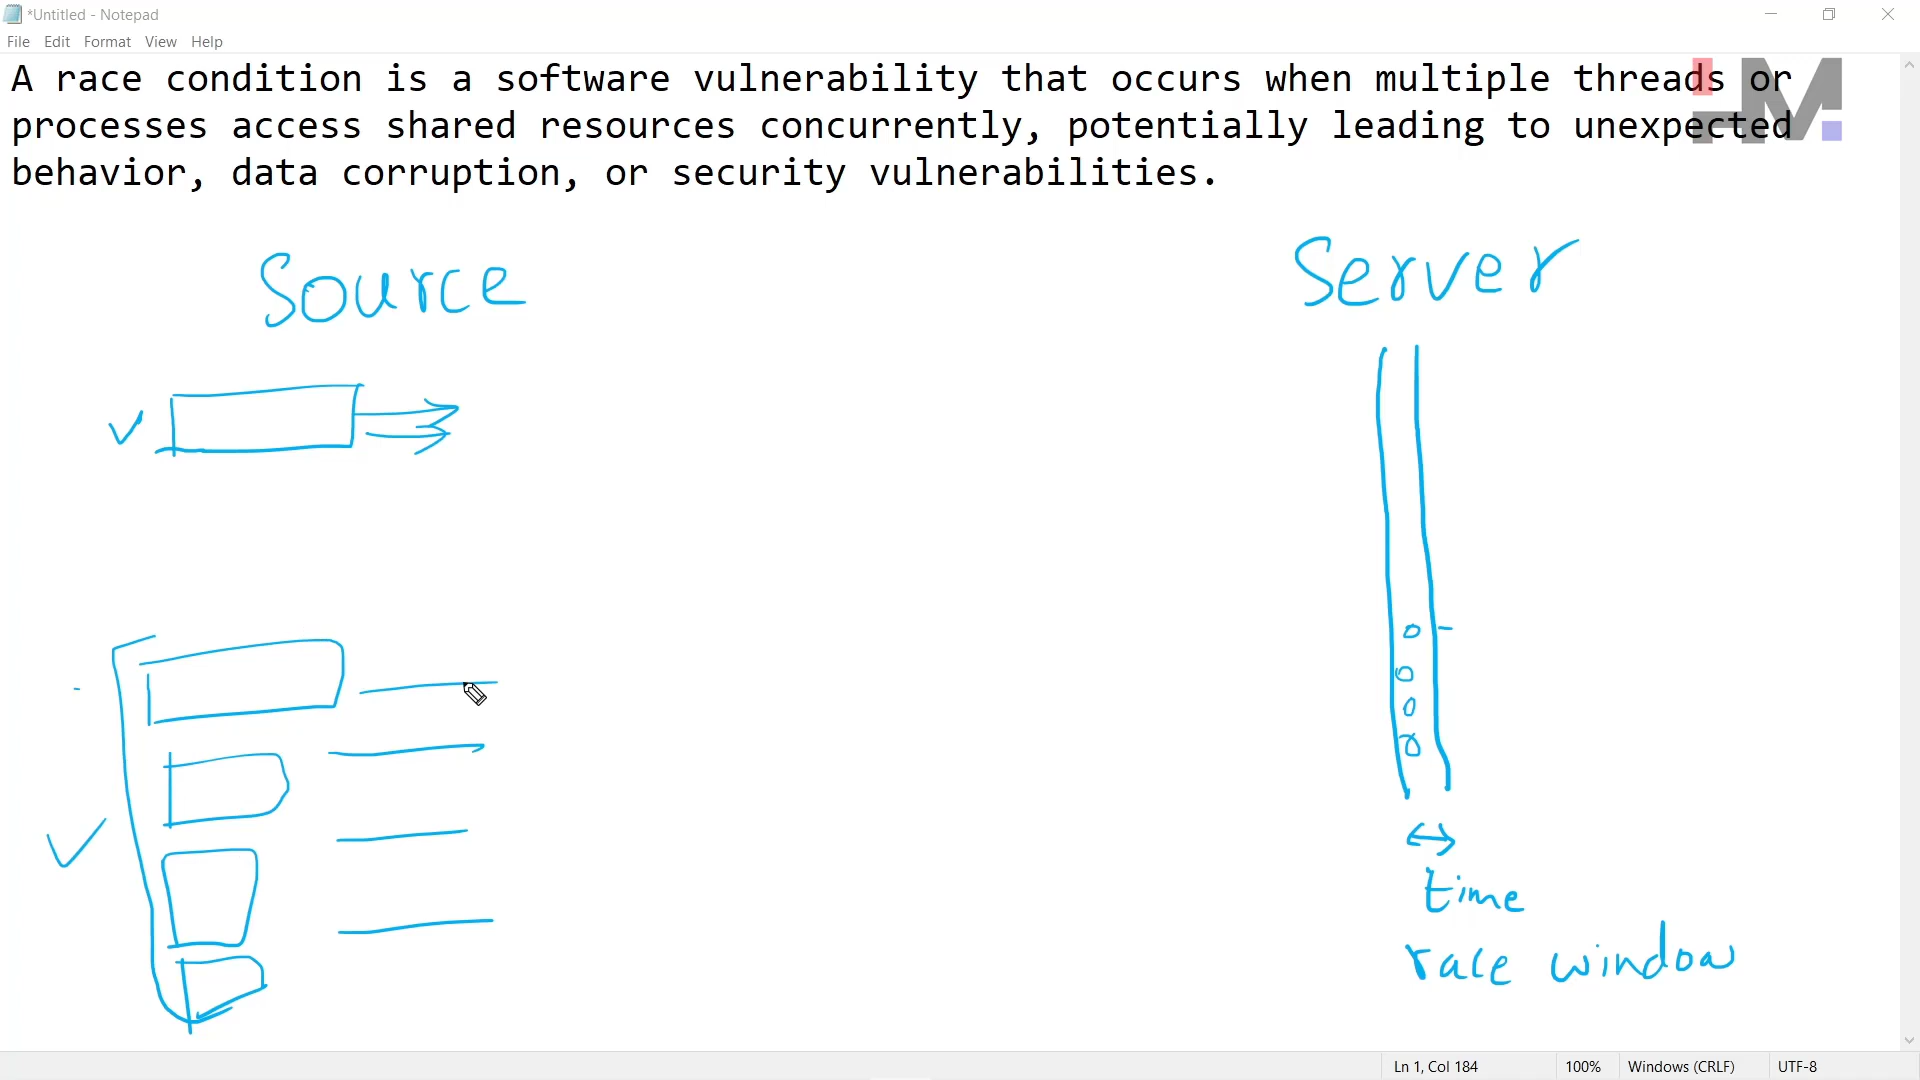 *Untitled - Notepad
File Edit Format View Help
A race condition is a software vulnerability that occurs when multiple threads or
processes access shared resources concurrently, potentially leading to unexpected
behavior, data corruption, or security vulnerabilities.
Source
Server
time
race window
Ln 1, Col 184 100% Windows (CRLF) UTF-8